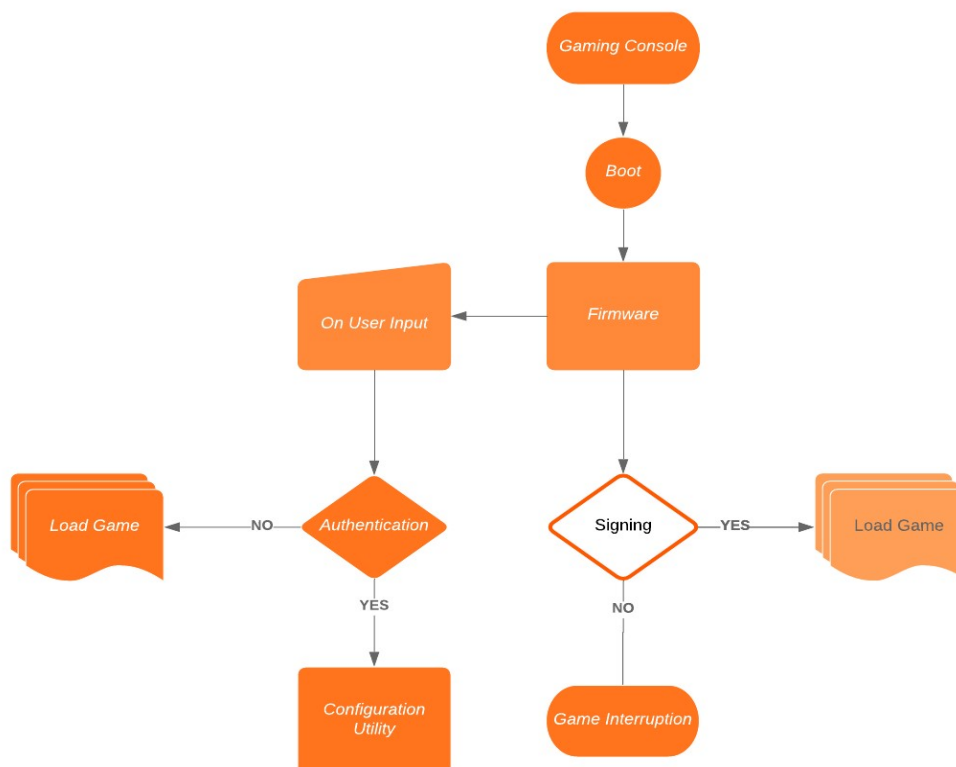 Gaming Console
Boot
On User Input
Firmware
Load Game
NO
Authentication
Signing
YES
Load Game
YES
NO
Configuration
Utility
Game Interruption